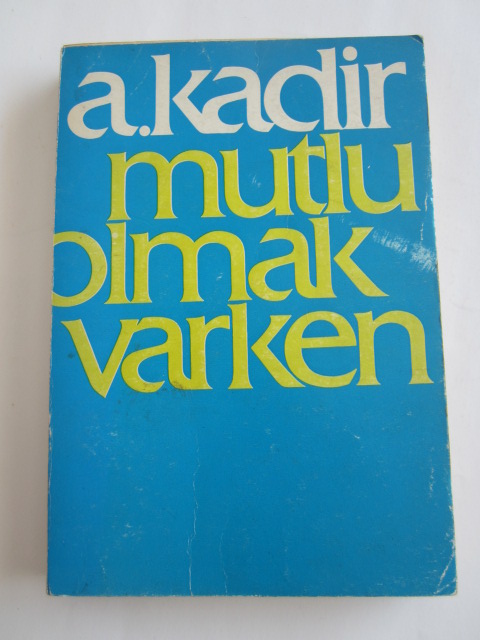 a.kadir
mutlu
olmak
varken